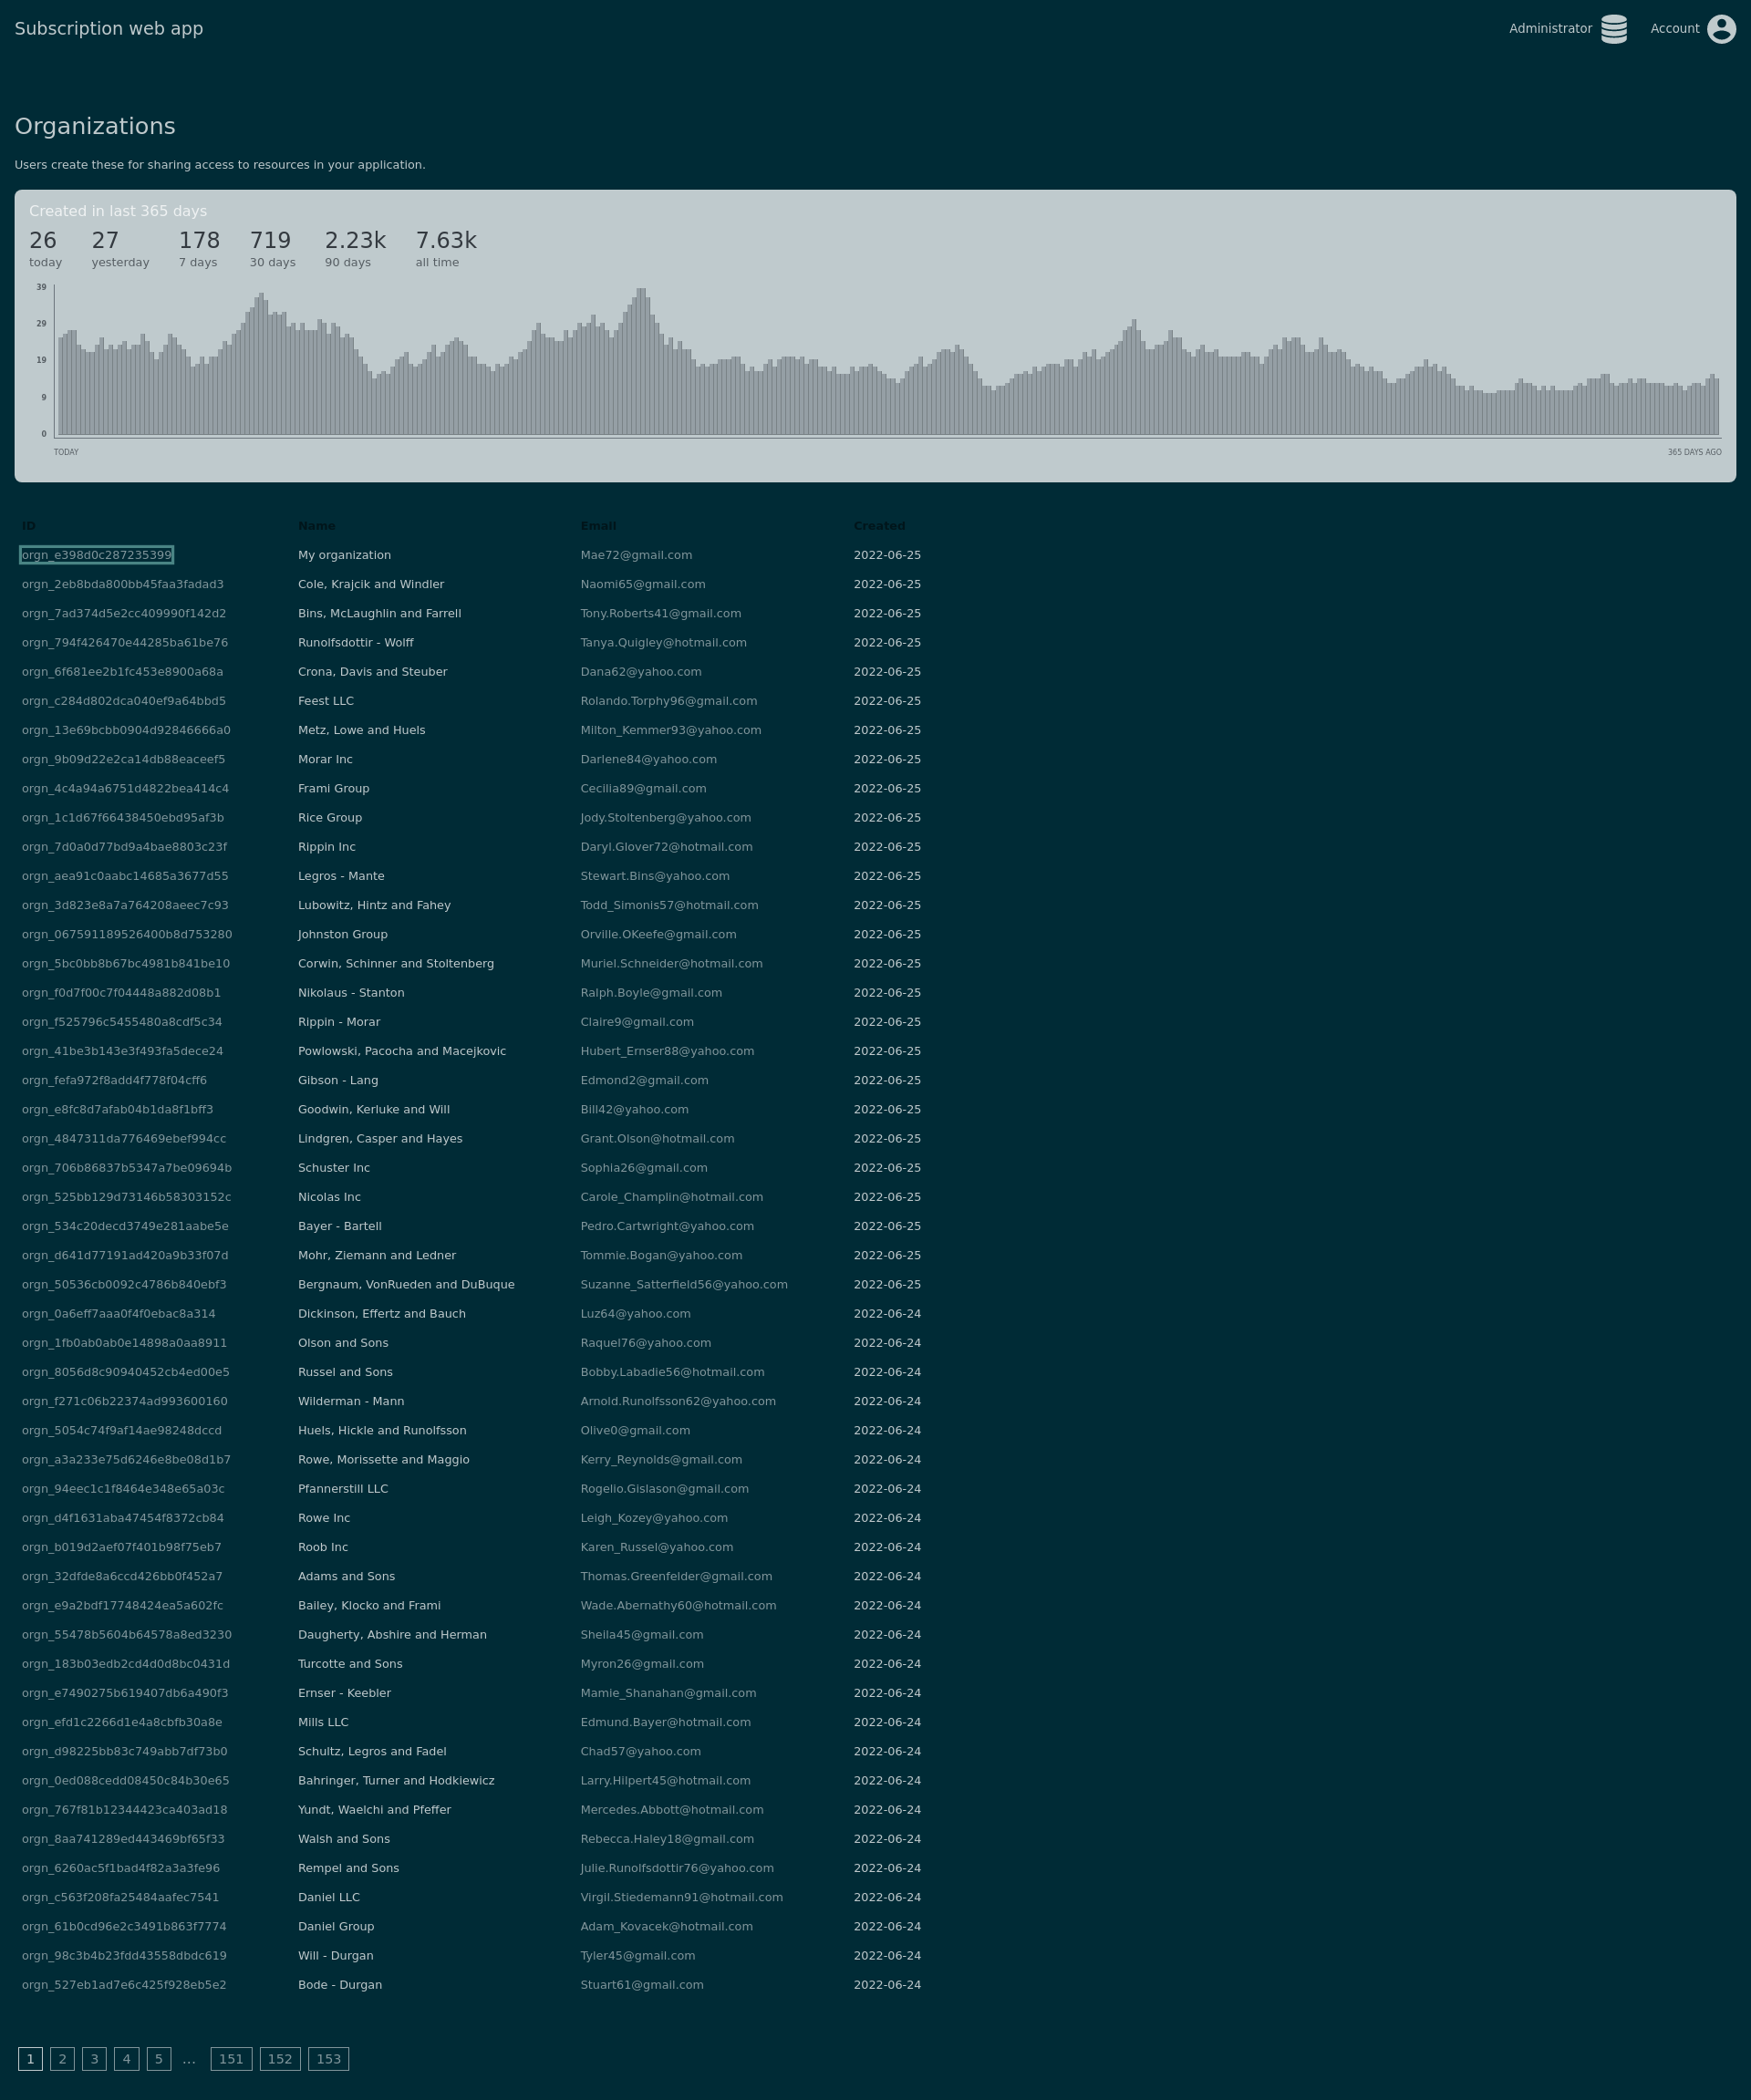 Subscription web app Administrator Account
Organizations
Users create these for sharing access to resources in your application.
Created in last 365 days
26 27 178 719 2.23k 7.63k
today yesterday 7 days 30 days 90 days all time
39
29
19
9
0
TODAY 365 DAYS AGO
ID Name Email Created
orgn_e398d0c287235399 My organization Mae72@gmail.com 2022-06-25
orgn_2eb8bda800bb45faa3fadad3 Cole, Krajcik and Windler Naomi65@gmail.com 2022-06-25
orgn_7ad374d5e2cc409990f142d2 Bins, McLaughlin and Farrell Tony.Roberts41@gmail.com 2022-06-25
orgn_794f426470e44285ba61be76 Runolfsdottir - Wolff Tanya.Quigley@hotmail.com 2022-06-25
orgn_6f681ee2b1fc453e8900a68a Crona, Davis and Steuber Dana62@yahoo.com 2022-06-25
orgn_c284d802dca040ef9a64bbd5 Feest LLC Rolando.Torphy96@gmail.com 2022-06-25
orgn_13e69bcbb0904d92846666a0 Metz, Lowe and Huels Milton_Kemmer93@yahoo.com 2022-06-25
orgn_9b09d22e2ca14db88eaceef5 Morar Inc Darlene84@yahoo.com 2022-06-25
orgn_4c4a94a6751d4822bea414c4 Frami Group Cecilia89@gmail.com 2022-06-25
orgn_1c1d67f66438450ebd95af3b Rice Group Jody.Stoltenberg@yahoo.com 2022-06-25
orgn_7d0a0d77bd9a4bae8803c23f Rippin Inc Daryl.Glover72@hotmail.com 2022-06-25
orgn_aea91c0aabc14685a3677d55 Legros - Mante Stewart.Bins@yahoo.com 2022-06-25
orgn_3d823e8a7a764208aeec7c93 Lubowitz, Hintz and Fahey Todd_Simonis57@hotmail.com 2022-06-25
orgn_067591189526400b8d753280 Johnston Group Orville.OKeefe@gmail.com 2022-06-25
orgn_5bc0bb8b67bc4981b841be10 Corwin, Schinner and Stoltenberg Muriel.Schneider@hotmail.com 2022-06-25
orgn_f0d7f00c7f04448a882d08b1 Nikolaus - Stanton Ralph.Boyle@gmail.com 2022-06-25
orgn_f525796c5455480a8cdf5c34 Rippin - Morar Claire9@gmail.com 2022-06-25
orgn_41be3b143e3f493fa5dece24 Powlowski, Pacocha and Macejkovic Hubert_Ernser88@yahoo.com 2022-06-25
orgn_fefa972f8add4f778f04cff6 Gibson - Lang Edmond2@gmail.com 2022-06-25
orgn_e8fc8d7afab04b1da8f1bff3 Goodwin, Kerluke and Will Bill42@yahoo.com 2022-06-25
orgn_4847311da776469ebef994cc Lindgren, Casper and Hayes Grant.Olson@hotmail.com 2022-06-25
orgn_706b86837b5347a7be09694b Schuster Inc Sophia26@gmail.com 2022-06-25
orgn_525bb129d73146b58303152c Nicolas Inc Carole_Champlin@hotmail.com 2022-06-25
orgn_534c20decd3749e281aabe5e Bayer - Bartell Pedro.Cartwright@yahoo.com 2022-06-25
orgn_d641d77191ad420a9b33f07d Mohr, Ziemann and Ledner Tommie.Bogan@yahoo.com 2022-06-25
orgn_50536cb0092c4786b840ebf3 Bergnaum, VonRueden and DuBuque Suzanne_Satterfield56@yahoo.com 2022-06-25
orgn_0a6eff7aaa0f4f0ebac8a314 Dickinson, Effertz and Bauch Luz64@yahoo.com 2022-06-24
orgn_1fb0ab0ab0e14898a0aa8911 Olson and Sons Raquel76@yahoo.com 2022-06-24
orgn_8056d8c90940452cb4ed00e5 Russel and Sons Bobby.Labadie56@hotmail.com 2022-06-24
orgn_f271c06b22374ad993600160 Wilderman - Mann Arnold.Runolfsson62@yahoo.com 2022-06-24
orgn_5054c74f9af14ae98248dccd Huels, Hickle and Runolfsson Olive0@gmail.com 2022-06-24
orgn_a3a233e75d6246e8be08d1b7 Rowe, Morissette and Maggio Kerry_Reynolds@gmail.com 2022-06-24
orgn_94eec1c1f8464e348e65a03c Pfannerstill LLC Rogelio.Gislason@gmail.com 2022-06-24
orgn_d4f1631aba47454f8372cb84 Rowe Inc Leigh_Kozey@yahoo.com 2022-06-24
orgn_b019d2aef07f401b98f75eb7 Roob Inc Karen_Russel@yahoo.com 2022-06-24
orgn_32dfde8a6ccd426bb0f452a7 Adams and Sons Thomas.Greenfelder@gmail.com 2022-06-24
orgn_e9a2bdf17748424ea5a602fc Bailey, Klocko and Frami Wade.Abernathy60@hotmail.com 2022-06-24
orgn_55478b5604b64578a8ed3230 Daugherty, Abshire and Herman Sheila45@gmail.com 2022-06-24
orgn_183b03edb2cd4d0d8bc0431d Turcotte and Sons Myron26@gmail.com 2022-06-24
orgn_e7490275b619407db6a490f3 Ernser - Keebler Mamie_Shanahan@gmail.com 2022-06-24
orgn_efd1c2266d1e4a8cbfb30a8e Mills LLC Edmund.Bayer@hotmail.com 2022-06-24
orgn_d98225bb83c749abb7df73b0 Schultz, Legros and Fadel Chad57@yahoo.com 2022-06-24
orgn_0ed088cedd08450c84b30e65 Bahringer, Turner and Hodkiewicz Larry.Hilpert45@hotmail.com 2022-06-24
orgn_767f81b12344423ca403ad18 Yundt, Waelchi and Pfeffer Mercedes.Abbott@hotmail.com 2022-06-24
orgn_8aa741289ed443469bf65f33 Walsh and Sons Rebecca.Haley18@gmail.com 2022-06-24
orgn_6260ac5f1bad4f82a3a3fe96 Rempel and Sons Julie.Runolfsdottir76@yahoo.com 2022-06-24
orgn_c563f208fa25484aafec7541 Daniel LLC Virgil.Stiedemann91@hotmail.com 2022-06-24
orgn_61b0cd96e2c3491b863f7774 Daniel Group Adam_Kovacek@hotmail.com 2022-06-24
orgn_98c3b4b23fdd43558dbdc619 Will - Durgan Tyler45@gmail.com 2022-06-24
orgn_527eb1ad7e6c425f928eb5e2 Bode - Durgan Stuart61@gmail.com 2022-06-24
1 2 3 4 5 ... 151 152 153